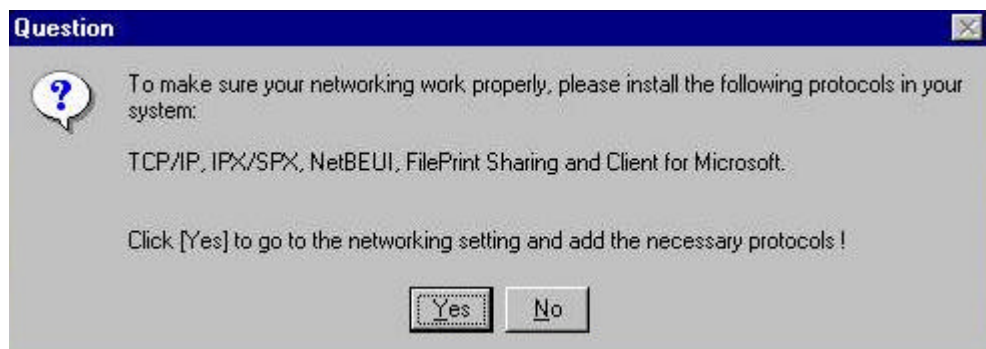 Question
To make sure your networking work properly, please install the following protocols in your
system:
TCP/IP, IPX/SPX, NetBEUI, FilePrint Sharing and Client for Microsoft.
Click [Yes] to go to the networking setting and add the necessary protocols !
Yes No